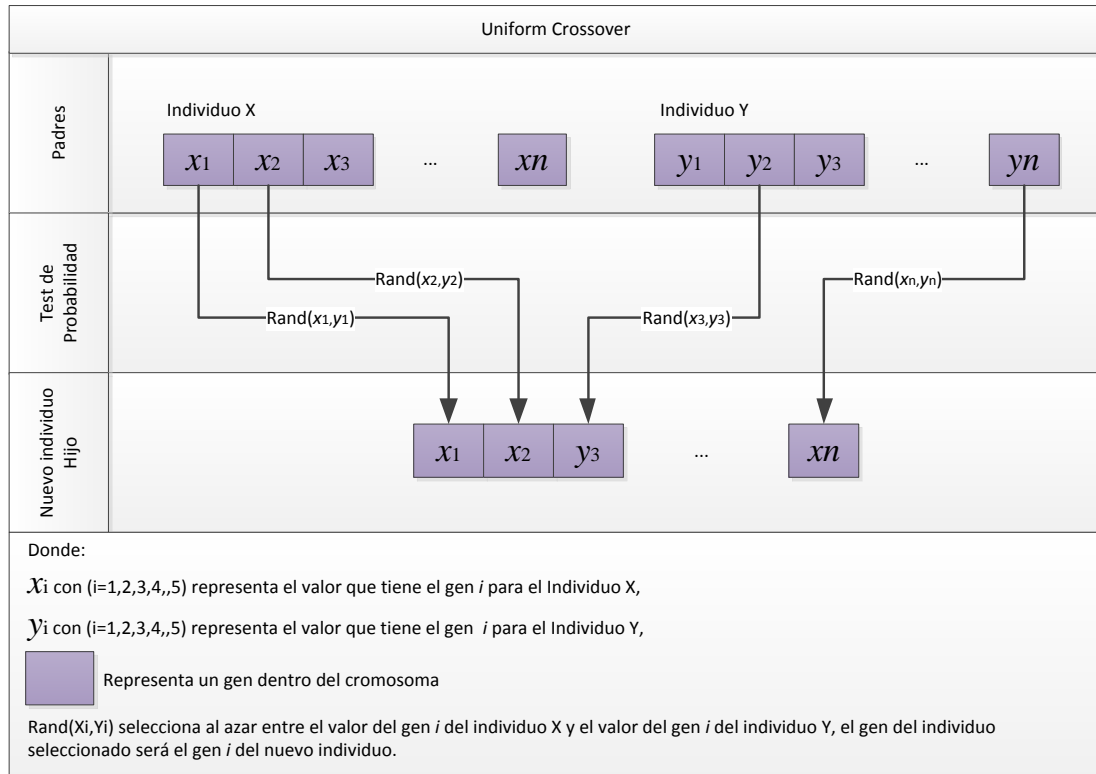 Uniform Crossover
Padres
Individuo X
Individuo Y
x1 x2 x3 ... xn
y1 y2 y3 ... yn
Test de
Probabilidad
Rand(x2,y2)
Rand(xn,yn)
Rand(x1,y1)
Rand(x3,y3)
Nuevo individuo
Hijo
x1 x2 y3 ... xn
Donde:
xi con (i=1,2,3,4,,5) representa el valor que tiene el gen i para el Individuo X,
yi con (i=1,2,3,4,,5) representa el valor que tiene el gen i para el Individuo Y,
Representa un gen dentro del cromosoma
Rand(Xi,Yi) selecciona al azar entre el valor del gen i del individuo X y el valor del gen i del individuo Y, el gen del individuo
seleccionado será el gen i del nuevo individuo.